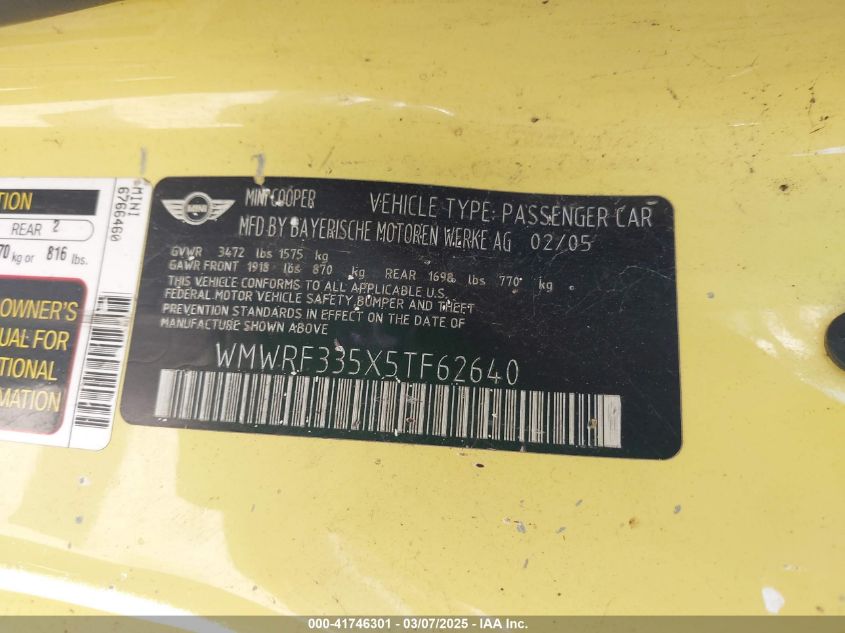 TION
REAR 2
70 kg or 816 lbs.
OWNER'S
UAL FOR
TIONAL
MATION
MINI
6766460
MINI
MINI COOPER VEHICLE TYPE: PASSENGER CAR
MFD BY BAYERISCHE MOTOREN WERKE AG 02/05
GVWR 3472 lbs 1575 kg
GAWR FRONT 1918 lbs 870 kg REAR 1698 lbs 770 kg
THIS VEHICLE CONFORMS TO ALL APPLICABLE U.S.
FEDERAL MOTOR VEHICLE SAFETY, BUMPER AND THEFT
PREVENTION STANDARDS IN EFFECT ON THE DATE OF
MANUFACTURE SHOWN ABOVE
WMWRF335X5TF62640
000-41746301 - 03/07/2025 - IAA Inc.